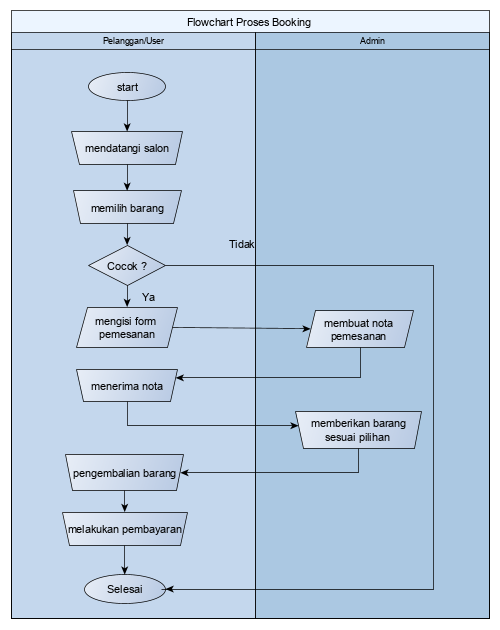 Flowchart Proses Booking
Pelanggan/User
Admin
start
mendatangi salon
memilih barang
Tidak
Cocok ?
Ya
mengisi form
pemesanan
membuat nota
pemesanan
menerima nota
memberikan barang
sesuai pilihan
pengembalian barang
melakukan pembayaran
Selesai